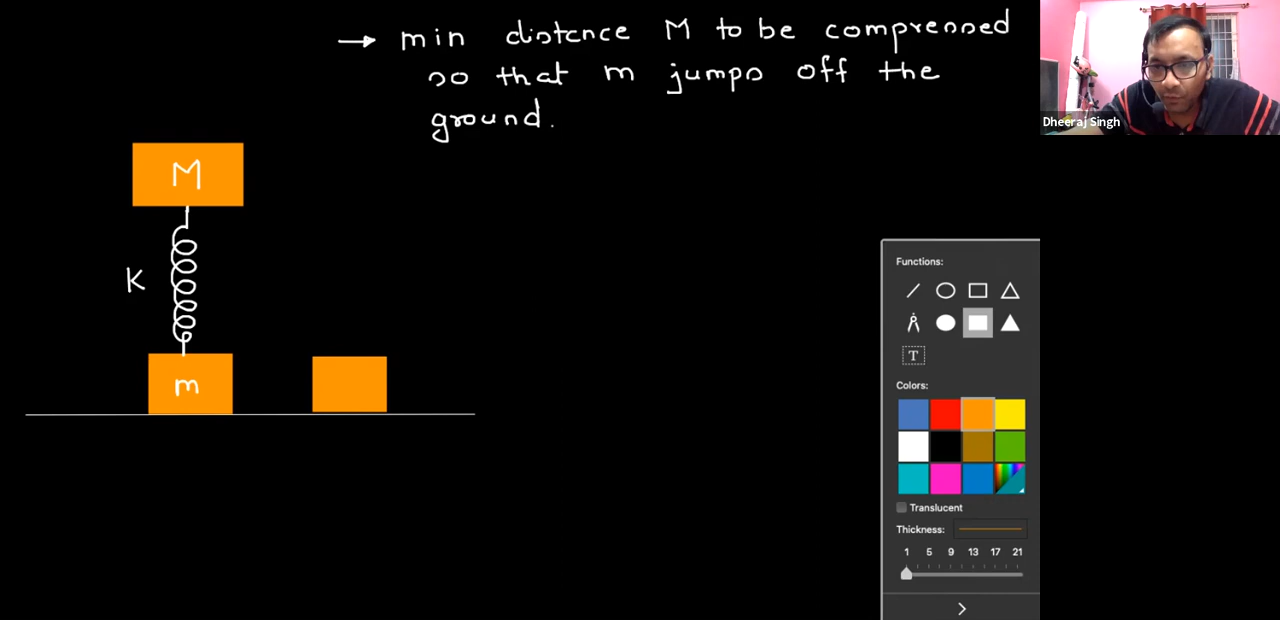 → min distance M to be compressed
so that m jumps off the
ground.
Dheeraj Singh
M
K
m
Functions:
T
Colors:
Translucent
Thickness:
1 5 9 13 17 21